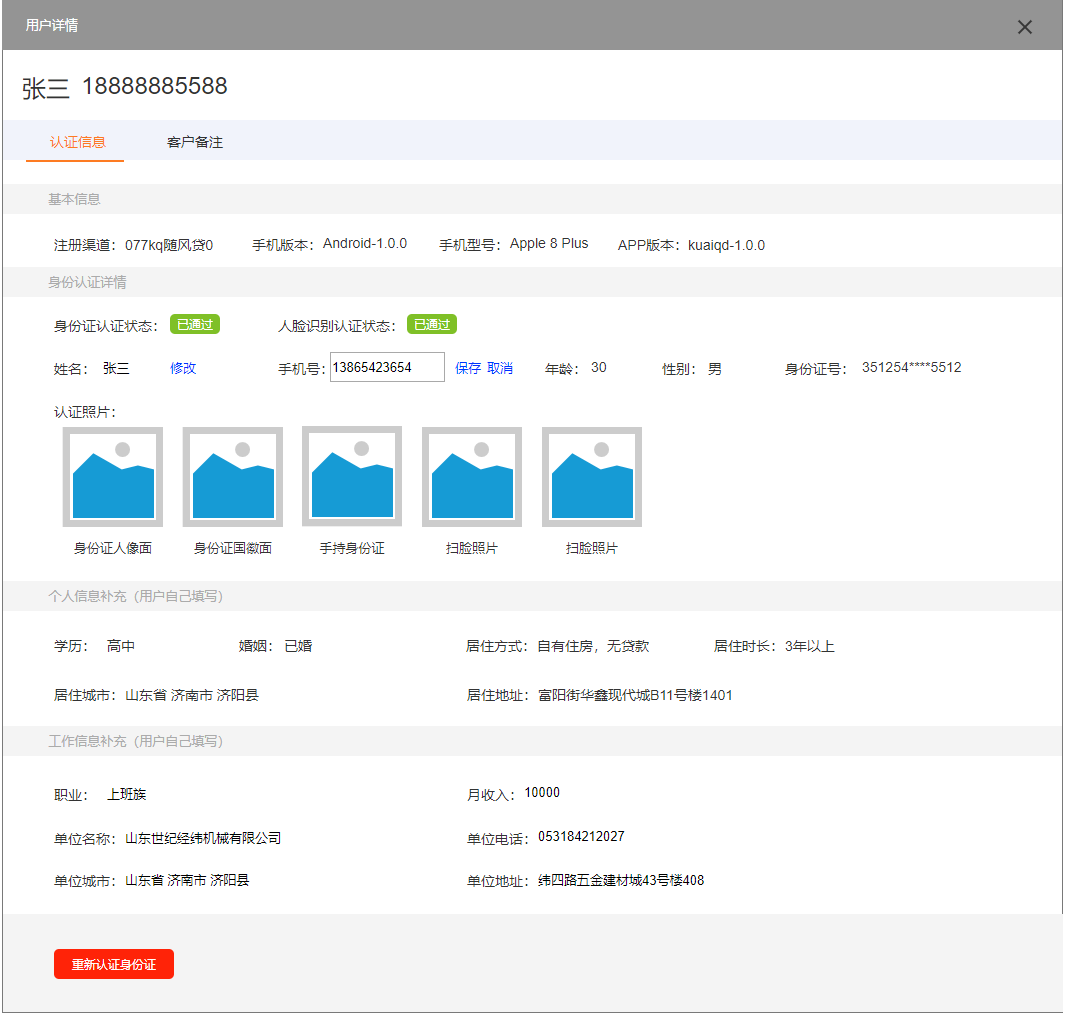 用户详情
张三 18888885588
认证信息 客户备注
基本信息
注册渠道：077kq随风贷0 手机版本：Android-1.0.0 手机型号：Apple 8 Plus APP版本：kuaiqd-1.0.0
身份认证详情
身份证认证状态：已通过 人脸识别认证状态：已通过
姓名：张三 修改 手机号：13865423654 保存 取消 年龄：30 性别：男 身份证号：351254****5512
认证照片：
身份证人像面 身份证国徽面 手持身份证 扫脸照片 扫脸照片
个人信息补充（用户自己填写）
学历：高中 婚姻：已婚 居住方式：自有住房，无贷款 居住时长：3年以上
居住城市：山东省 济南市 济阳县 居住地址：富阳街华鑫现代城B11号楼1401
工作信息补充（用户自己填写）
职业：上班族 月收入：10000
单位名称：山东世纪经纬机械有限公司 单位电话：053184212027
单位城市：山东省 济南市 济阳县 单位地址：纬四路五金建材城43号楼408
重新认证身份证